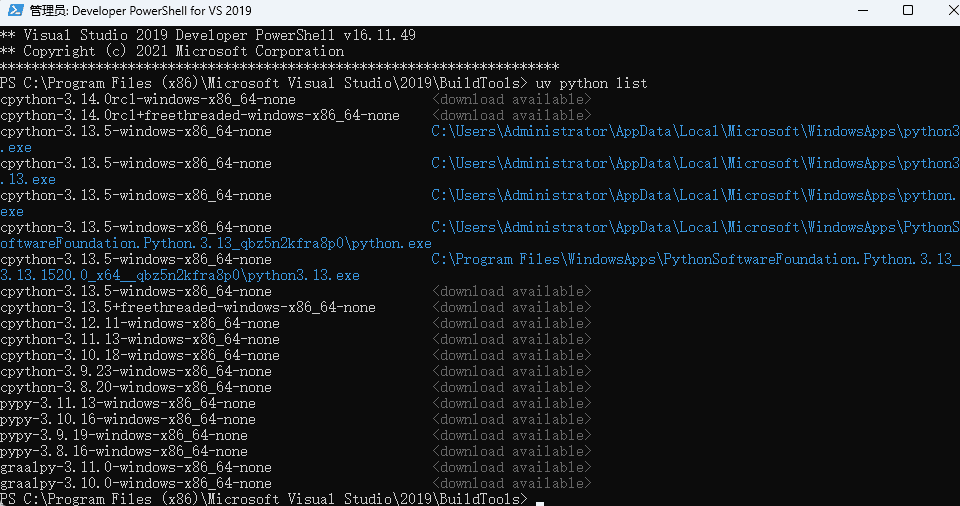 管理员: Developer PowerShell for VS 2019
** Visual Studio 2019 Developer PowerShell v16.11.49
** Copyright (c) 2021 Microsoft Corporation
**********************************************************************
PS C:\Program Files (x86)\Microsoft Visual Studio\2019\BuildTools> uv python list
cpython-3.14.0rc1-windows-x86_64-none <download available>
cpython-3.14.0rc1+freethreaded-windows-x86_64-none <download available>
cpython-3.13.5-windows-x86_64-none C:\Users\Administrator\AppData\Local\Microsoft\WindowsApps\python3
.exe
cpython-3.13.5-windows-x86_64-none C:\Users\Administrator\AppData\Local\Microsoft\WindowsApps\python3
.13.exe
cpython-3.13.5-windows-x86_64-none C:\Users\Administrator\AppData\Local\Microsoft\WindowsApps\python.
exe
cpython-3.13.5-windows-x86_64-none C:\Users\Administrator\AppData\Local\Microsoft\WindowsApps\PythonS
oftwareFoundation.Python.3.13_qbz5n2kfra8p0\python.exe
cpython-3.13.5-windows-x86_64-none C:\Program Files\WindowsApps\PythonSoftwareFoundation.Python.3.13_
3.13.1520.0_x64__qbz5n2kfra8p0\python3.13.exe
cpython-3.13.5-windows-x86_64-none <download available>
cpython-3.13.5+freethreaded-windows-x86_64-none <download available>
cpython-3.12.11-windows-x86_64-none <download available>
cpython-3.11.13-windows-x86_64-none <download available>
cpython-3.10.18-windows-x86_64-none <download available>
cpython-3.9.23-windows-x86_64-none <download available>
cpython-3.8.20-windows-x86_64-none <download available>
pypy-3.11.13-windows-x86_64-none <download available>
pypy-3.10.16-windows-x86_64-none <download available>
pypy-3.9.19-windows-x86_64-none <download available>
pypy-3.8.16-windows-x86_64-none <download available>
graalpy-3.11.0-windows-x86_64-none <download available>
graalpy-3.10.0-windows-x86_64-none <download available>
PS C:\Program Files (x86)\Microsoft Visual Studio\2019\BuildTools>